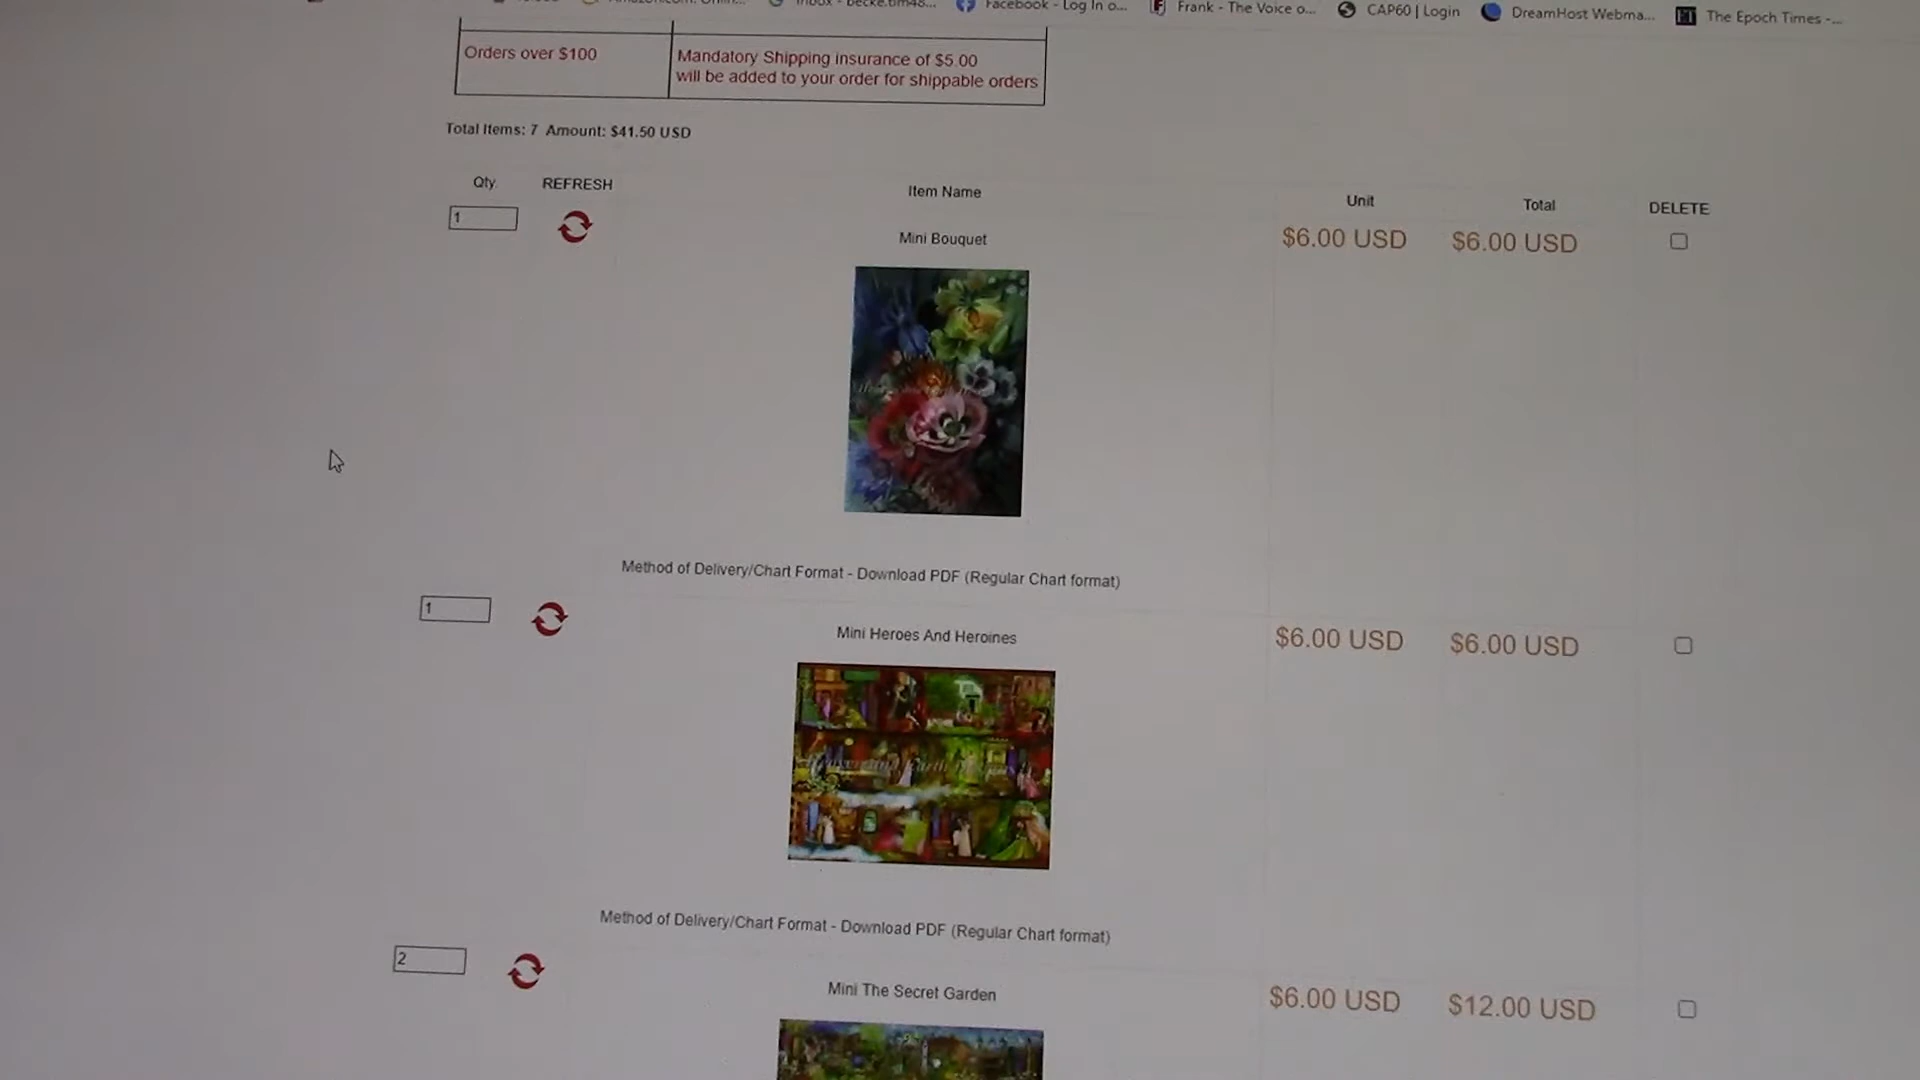 Facebook - Log In o...
Frank - The Voice o...
CAP60 | Login
DreamHost Webma...
ET
The Epoch Times -...
Orders over $100
Mandatory Shipping insurance of $5.00
will be added to your order for shippable orders
Total Items: 7 Amount: $41.50 USD
Qty
REFRESH
Item Name
Unit
Total
DELETE
1
Mini Bouquet
$6.00 USD
$6.00 USD
Method of Delivery/Chart Format - Download PDF (Regular Chart format)
1
Mini Heroes And Heroines
$6.00 USD
$6.00 USD
Method of Delivery/Chart Format - Download PDF (Regular Chart format)
2
Mini The Secret Garden
$6.00 USD
$12.00 USD